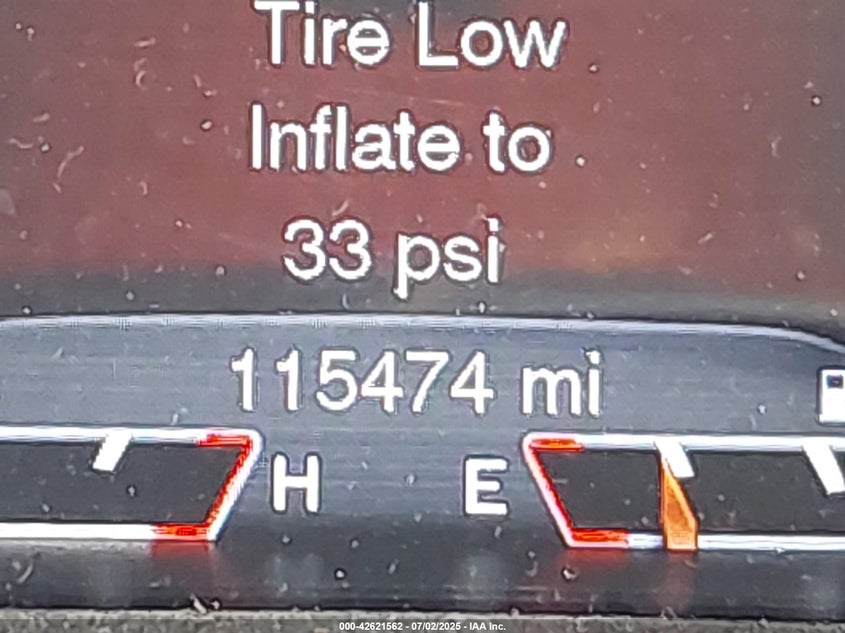 Tire Low
Inflate to
33 psi
115474 mi
H E
000-42621562 - 07/02/2025 - IAA Inc.